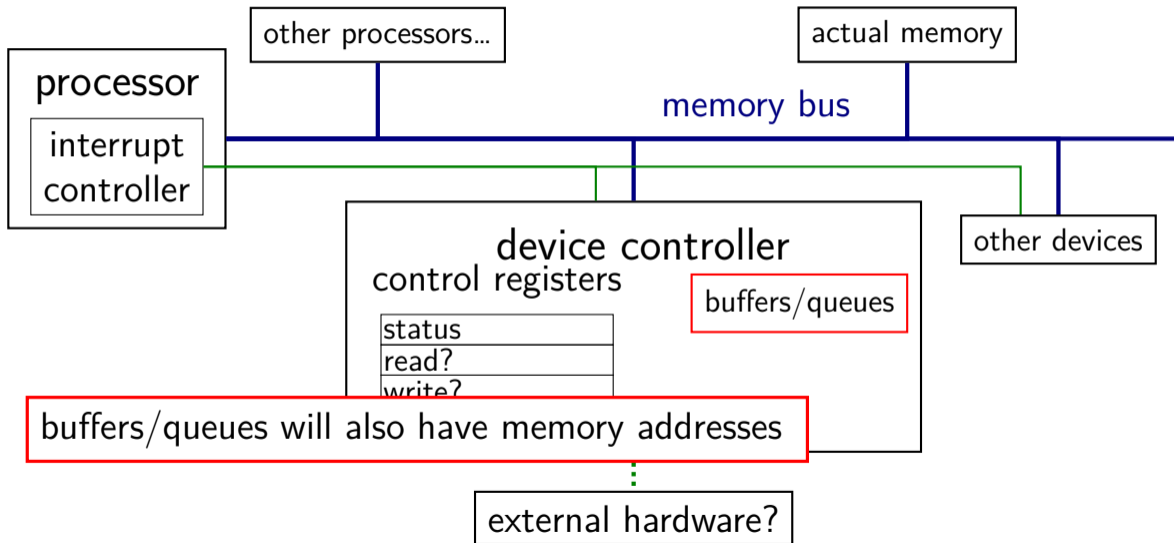 other processors...
actual memory
processor
memory bus
interrupt
controller
other devices
device controller
control registers
buffers/queues
status
read?
write?
buffers/queues will also have memory addresses
external hardware?